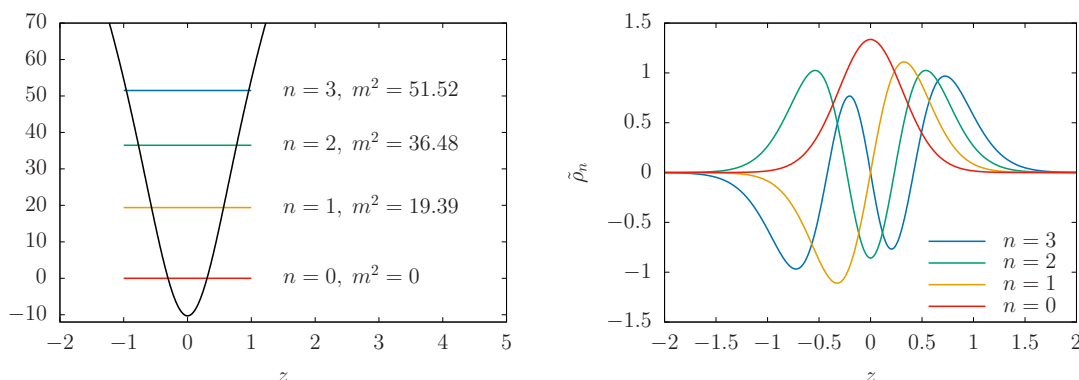 70
60
50
40
30
20
10
0
−10
−2 −1 0 1 2 3 4 5
z
n = 3, m² = 51.52
n = 2, m² = 36.48
n = 1, m² = 19.39
n = 0, m² = 0
1.5
1
0.5
0
−0.5
−1
−1.5
−2 −1.5 −1 −0.5 0 0.5 1 1.5 2
z
ρ̃ₙ
n = 3
n = 2
n = 1
n = 0